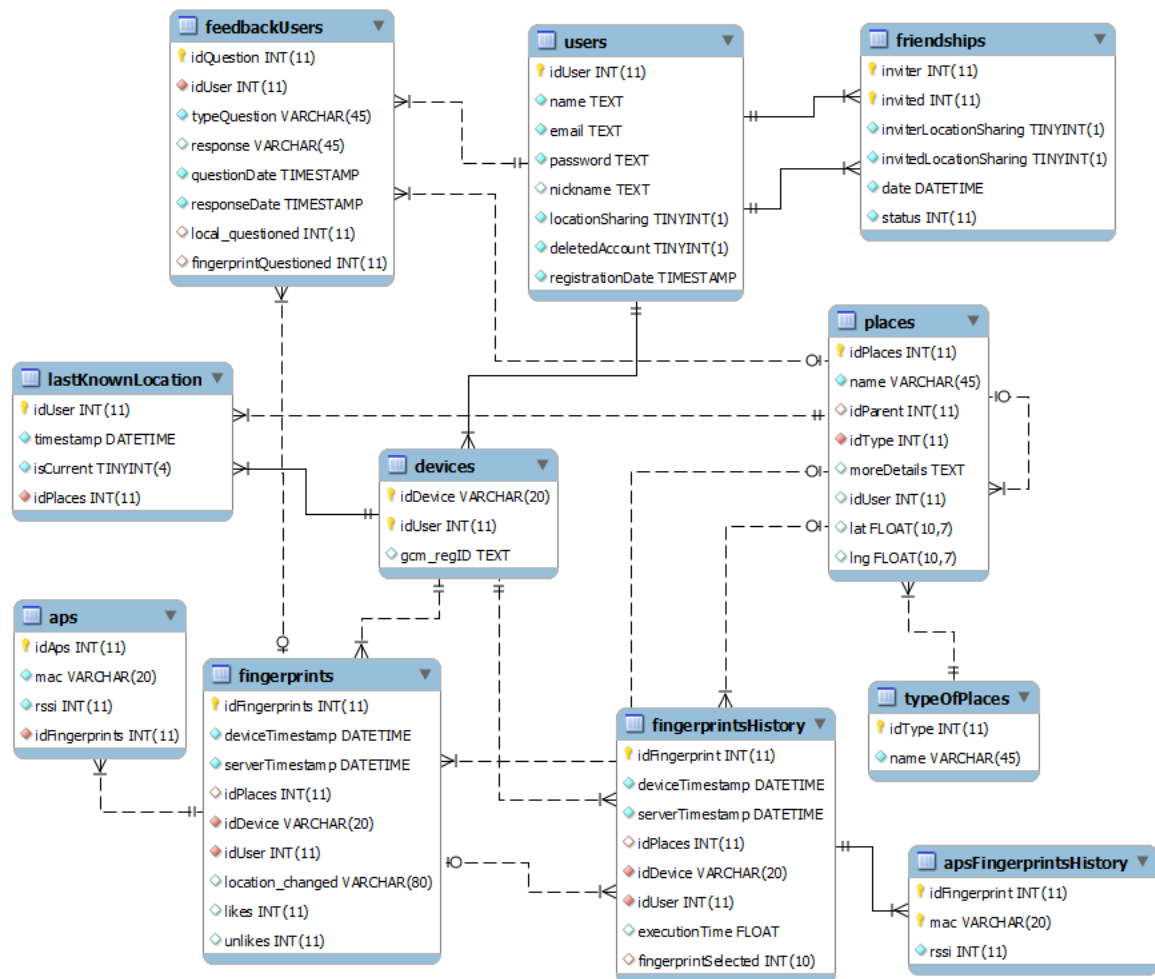 feedbackUsers
idQuestion INT(11)
idUser INT(11)
typeQuestion VARCHAR(45)
response VARCHAR(45)
questionDate TIMESTAMP
responseDate TIMESTAMP
local_questioned INT(11)
fingerprintQuestioned INT(11)
users
idUser INT(11)
name TEXT
email TEXT
password TEXT
nickname TEXT
locationSharing TINYINT(1)
deletedAccount TINYINT(1)
registrationDate TIMESTAMP
friendships
inviter INT(11)
invited INT(11)
inviterLocationSharing TINYINT(1)
invitedLocationSharing TINYINT(1)
date DATETIME
status INT(11)
places
idPlaces INT(11)
name VARCHAR(45)
idParent INT(11)
idType INT(11)
moreDetails TEXT
idUser INT(11)
lat FLOAT(10,7)
lng FLOAT(10,7)
lastKnownLocation
idUser INT(11)
timestamp DATETIME
isCurrent TINYINT(4)
idPlaces INT(11)
devices
idDevice VARCHAR(20)
idUser INT(11)
gcm_regID TEXT
aps
idAps INT(11)
mac VARCHAR(20)
rssi INT(11)
idFingerprints INT(11)
fingerprints
idFingerprints INT(11)
deviceTimestamp DATETIME
serverTimestamp DATETIME
idPlaces INT(11)
idDevice VARCHAR(20)
idUser INT(11)
location_changed VARCHAR(80)
likes INT(11)
unlikes INT(11)
fingerprintsHistory
idFingerprint INT(11)
deviceTimestamp DATETIME
serverTimestamp DATETIME
idPlaces INT(11)
idDevice VARCHAR(20)
idUser INT(11)
executionTime FLOAT
fingerprintSelected INT(10)
typeOfPlaces
idType INT(11)
name VARCHAR(45)
apsFingerprintsHistory
idFingerprint INT(11)
mac VARCHAR(20)
rssi INT(11)